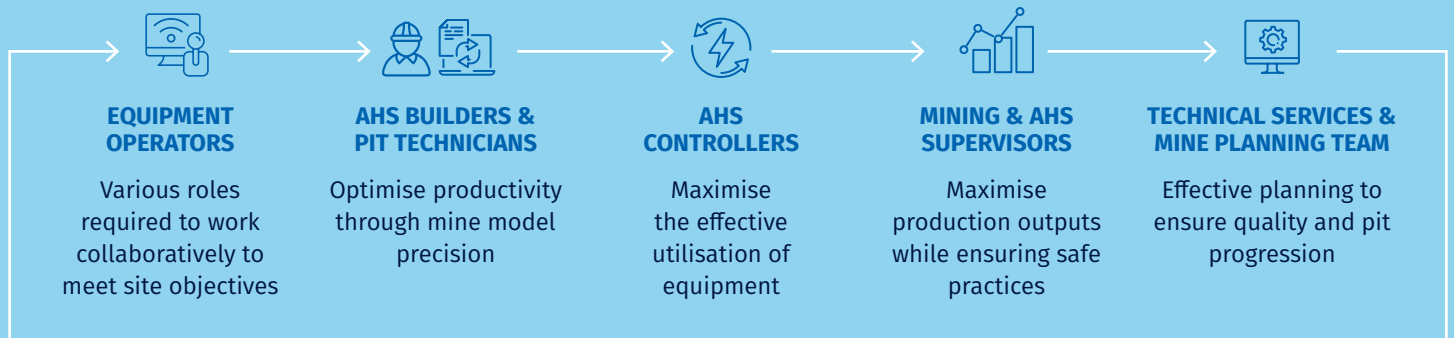 EQUIPMENT
OPERATORS
Various roles
required to work
collaboratively to
meet site objectives
AHS BUILDERS &
PIT TECHNICIANS
Optimise productivity
through mine model
precision
AHS
CONTROLLERS
Maximise
the effective
utilisation of
equipment
MINING & AHS
SUPERVISORS
Maximise
production outputs
while ensuring safe
practices
TECHNICAL SERVICES &
MINE PLANNING TEAM
Effective planning to
ensure quality and pit
progression